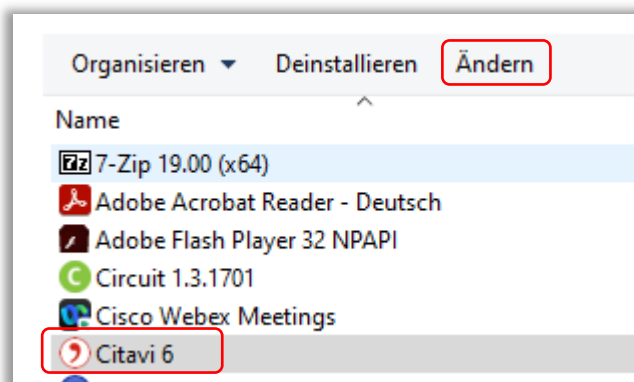 Organisieren Deinstallieren Ändern
Name
7z 7-Zip 19.00 (x64)
Adobe Acrobat Reader - Deutsch
Adobe Flash Player 32 NPAPI
C Circuit 1.3.1701
Cisco Webex Meetings
Citavi 6